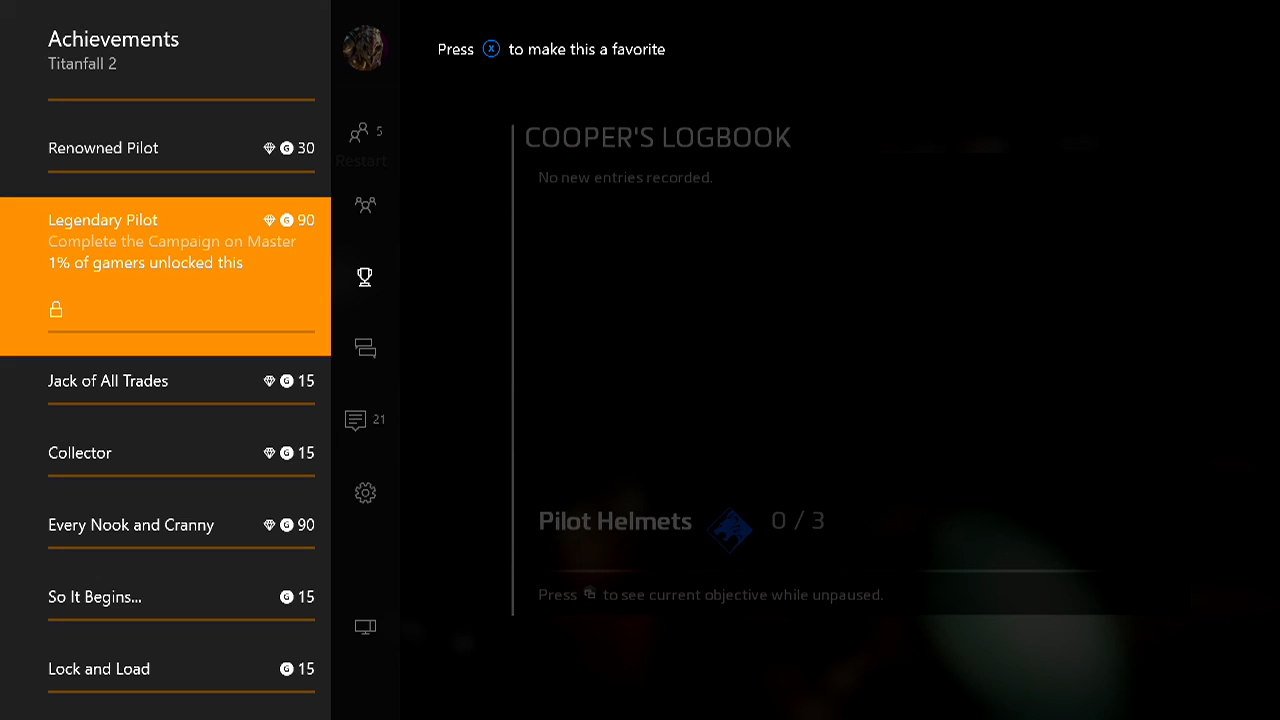 Achievements
Titanfall 2
Renowned Pilot G 30
Legendary Pilot G 90
Complete the Campaign on Master
1% of gamers unlocked this
Jack of All Trades G 15
Collector G 15
Every Nook and Cranny G 90
So It Begins... G 15
Lock and Load G 15
5
Restart
21
Press X to make this a favorite
COOPER'S LOGBOOK
No new entries recorded.
Pilot Helmets 0 / 3
Press to see current objective while unpaused.